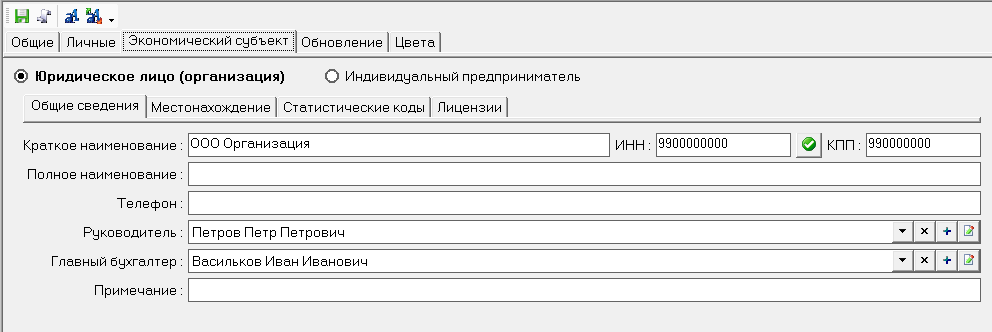 Общие Личные Экономический субъект Обновление Цвета
Юридическое лицо (организация) Индивидуальный предприниматель
Общие сведения Местонахождение Статистические коды Лицензии
Краткое наименование : ООО Организация ИНН : 9900000000 КПП : 990000000
Полное наименование :
Телефон :
Руководитель : Петров Петр Петрович
Главный бухгалтер : Васильков Иван Иванович
Примечание :